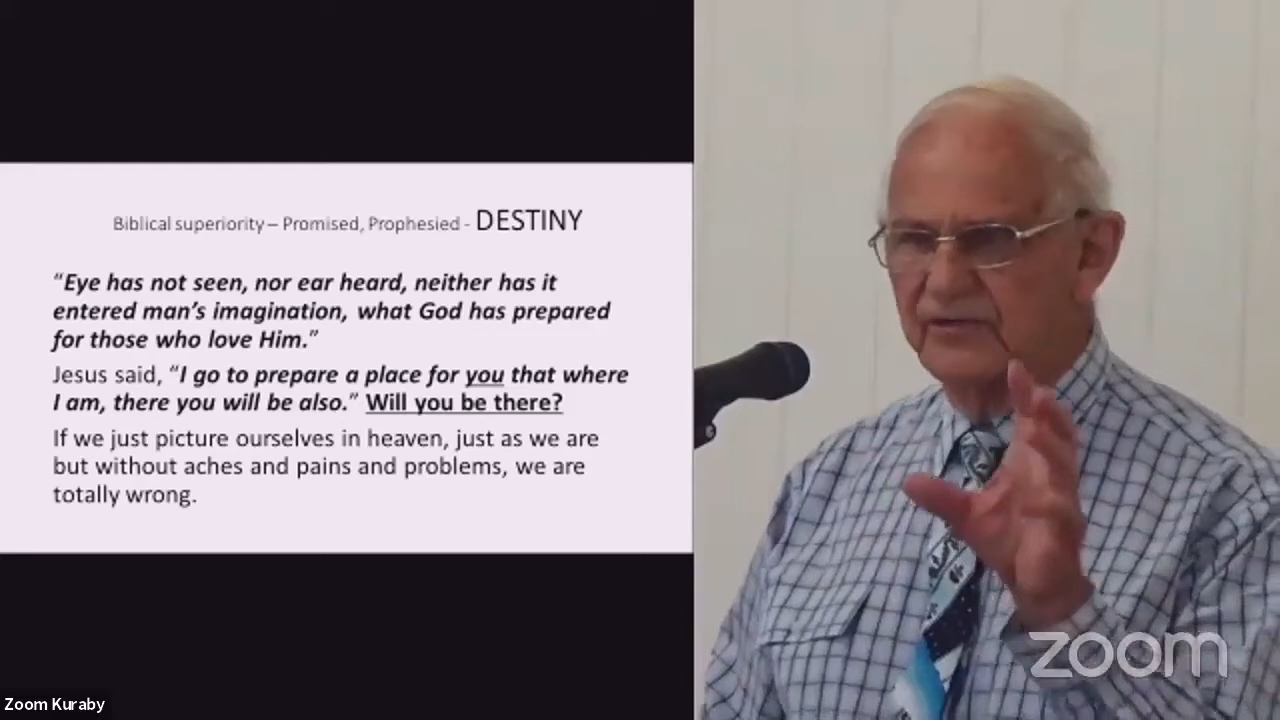 Biblical superiority – Promised, Prophesied - DESTINY
"Eye has not seen, nor ear heard, neither has it
entered man's imagination, what God has prepared
for those who love Him."
Jesus said, "I go to prepare a place for you that where
I am, there you will be also." Will you be there?
If we just picture ourselves in heaven, just as we are
but without aches and pains and problems, we are
totally wrong.
zoom
Zoom Kuraby